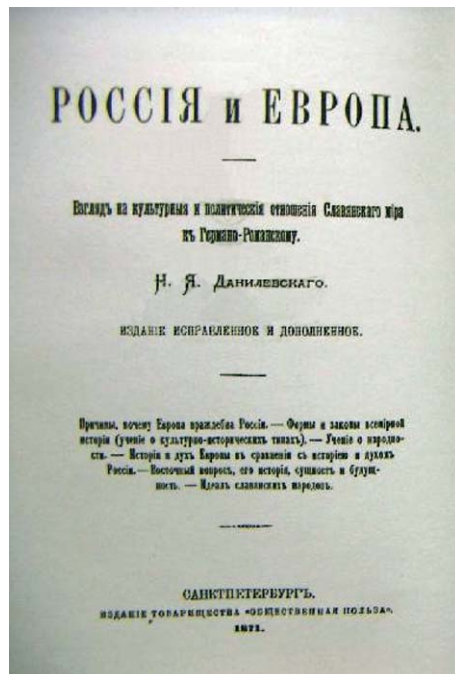 РОССІЯ и ЕВРОПА.
Взглядъ на культурныя и политическія отношенія Славянскаго міра
къ Германо-Романскому.
Н. Я. Данилевскаго.
ИЗДАНІЕ ИСПРАВЛЕННОЕ И ДОПОЛНЕННОЕ.
Причины, почему Европа враждебна Россіи. — Формы и законы всемірной
исторіи (ученіе о культурно-историческихъ типахъ). — Ученіе о народно-
сти. — Исторія и духъ Европы въ сравненіи съ исторіею и духомъ
Россіи. — Восточный вопросъ, его исторія, сущность и будущ-
ность. — Идеалъ славянскихъ народовъ.
САНКТПЕТЕРБУРГЪ.
ИЗДАНІЕ ТОВАРИЩЕСТВА «ОБЩЕСТВЕННАЯ ПОЛЬЗА».
1871.